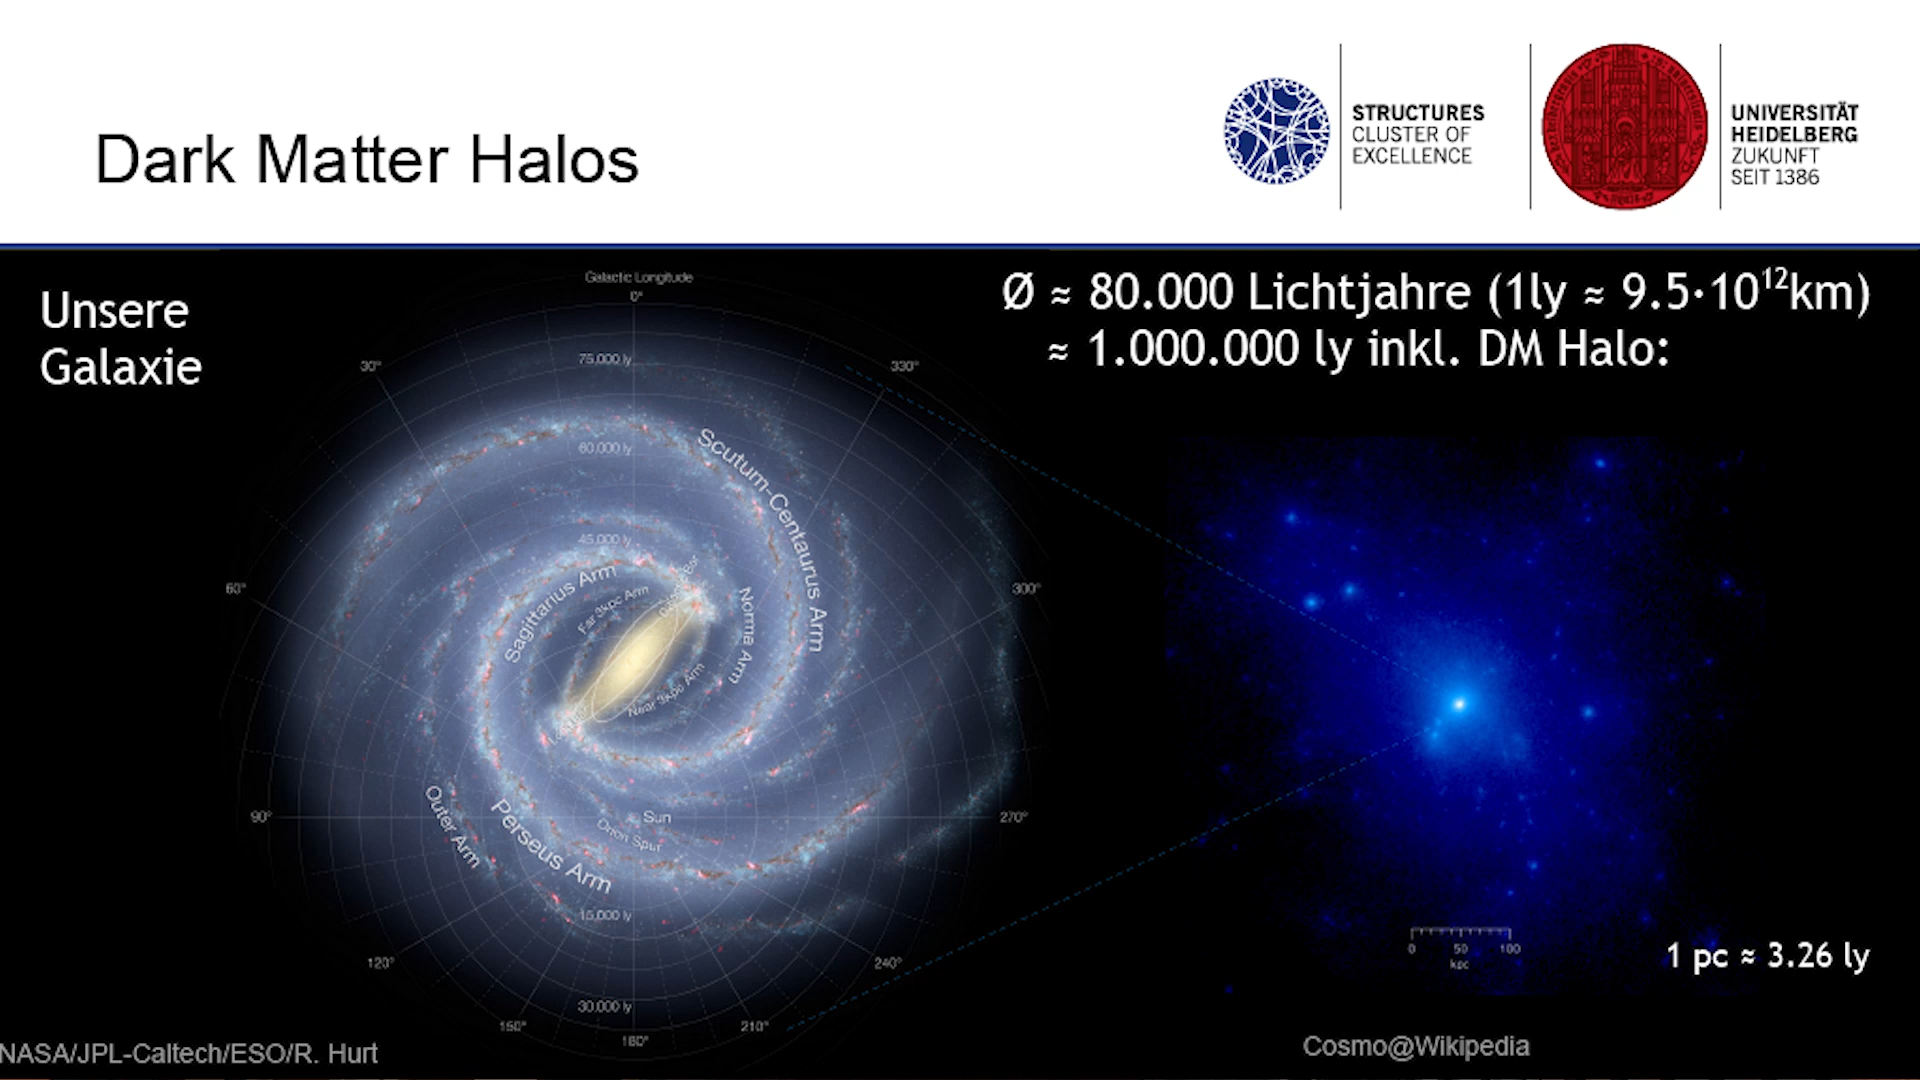 Dark Matter Halos
STRUCTURES
CLUSTER OF
EXCELLENCE
UNIVERSITÄT
HEIDELBERG
ZUKUNFT
SEIT 1386
Unsere
Galaxie
Ø ≈ 80.000 Lichtjahre (1ly ≈ 9.5·10¹²km)
≈ 1.000.000 ly inkl. DM Halo:
Galactic Longitude
0°
30°
330°
75,000 ly
60,000 ly
Scutum-Centaurus Arm
45,000 ly
Sagittarius Arm
Far 3kpc Arm
60°
300°
Norma Arm
Near 3kpc Arm
Outer Arm
Perseus Arm
Sun
Orion Spur
90°
270°
15,000 ly
120°
240°
30,000 ly
150°
210°
180°
0 50 100
kpc
1 pc ≈ 3.26 ly
NASA/JPL-Caltech/ESO/R. Hurt
Cosmo@Wikipedia